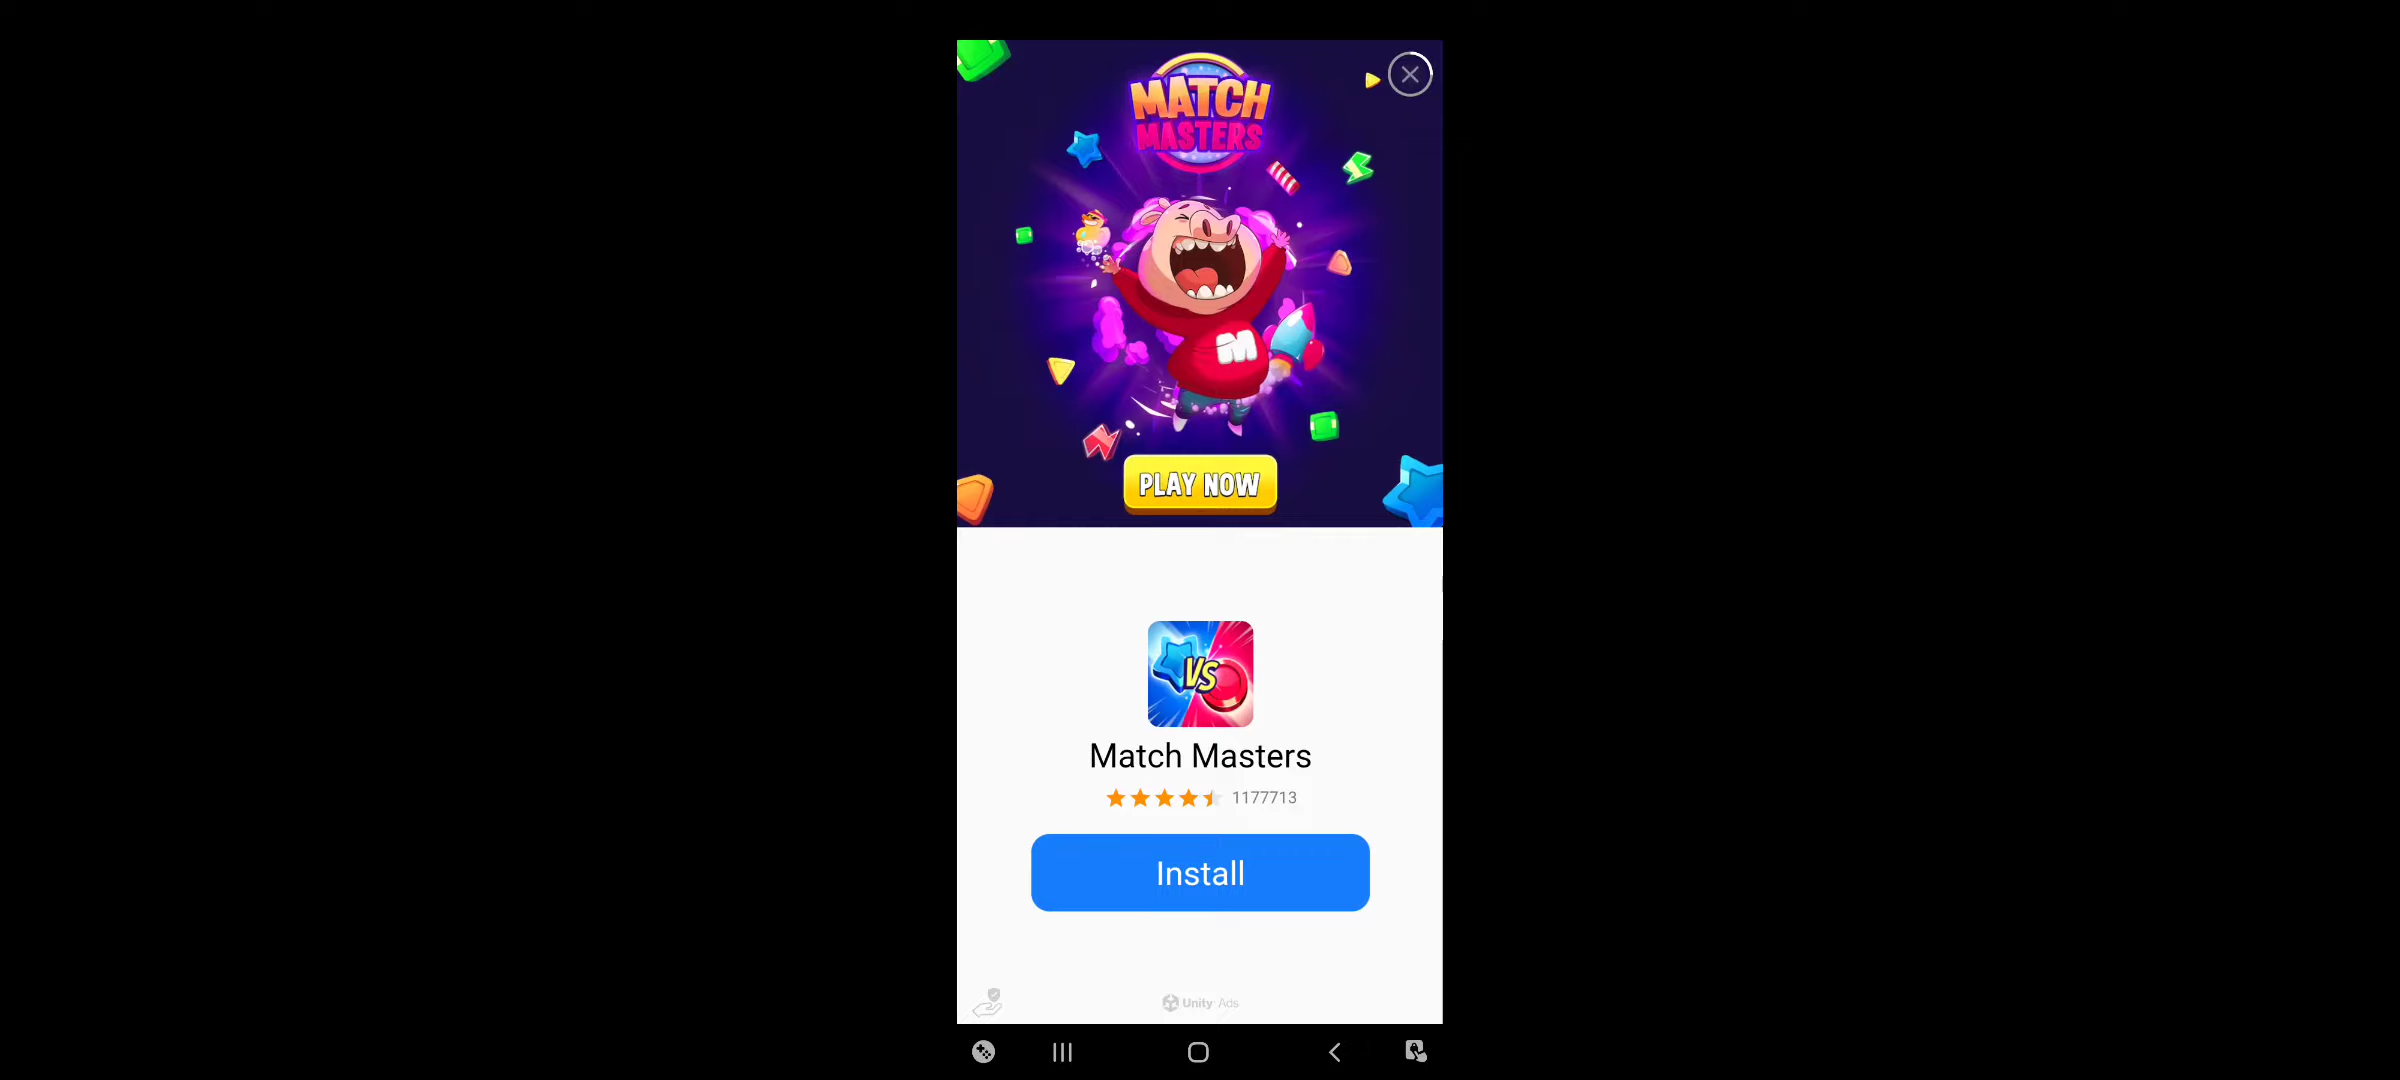 MATCH
MASTERS
M
PLAY NOW
VS
Match Masters
1177713
Install
Unity Ads